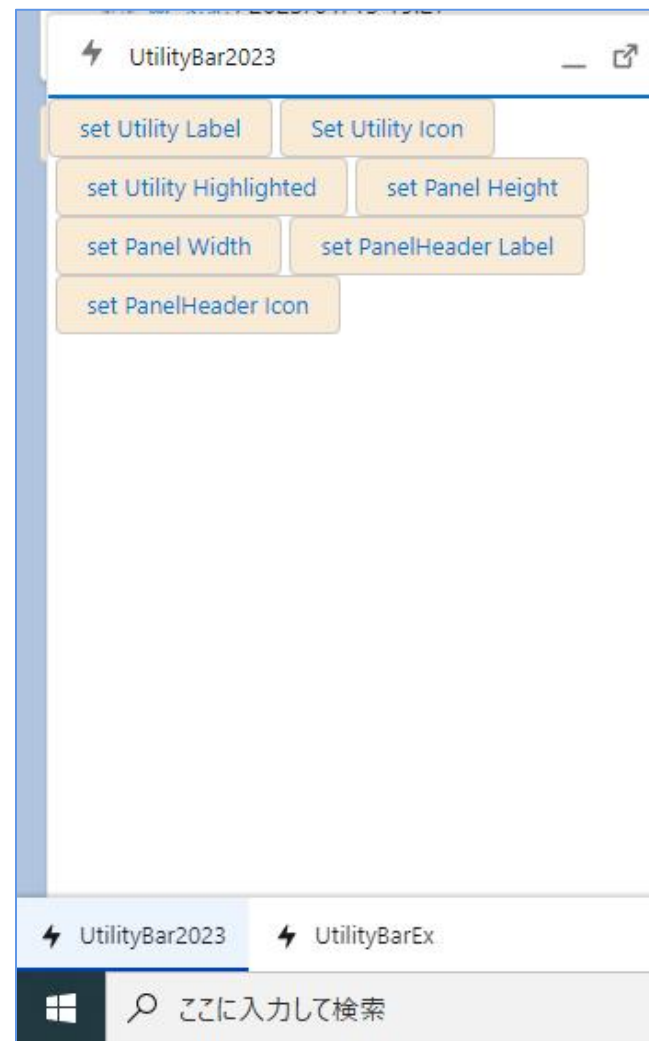 UtilityBar2023
set Utility Label Set Utility Icon
set Utility Highlighted set Panel Height
set Panel Width set PanelHeader Label
set PanelHeader Icon
UtilityBar2023 UtilityBarEx
ここに入力して検索